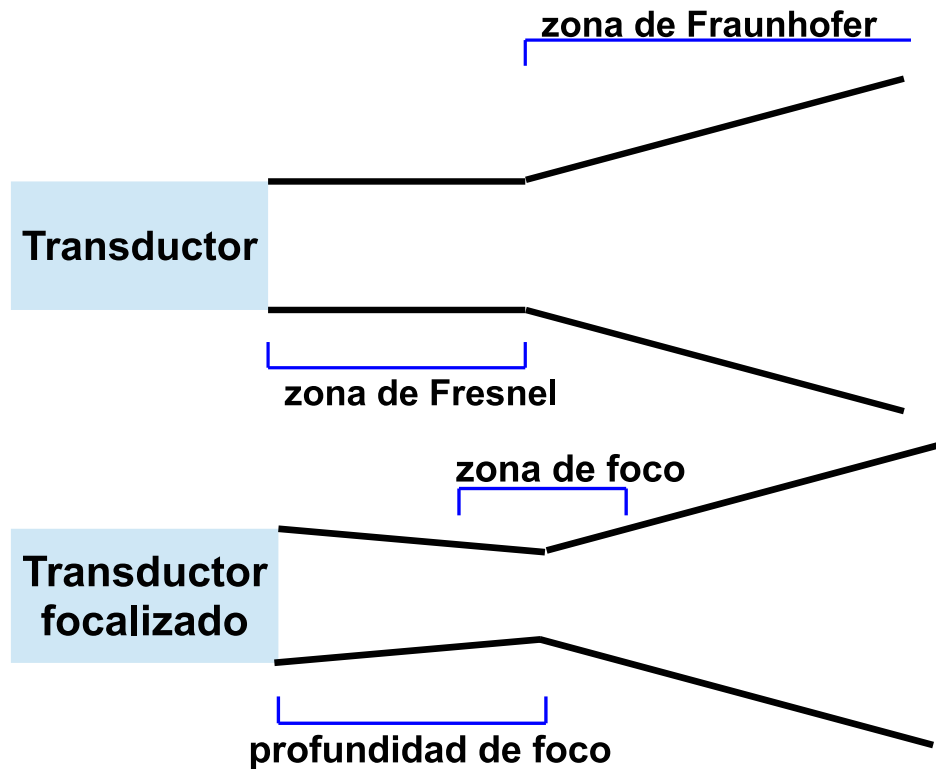 zona de Fraunhofer
Transductor
zona de Fresnel
zona de foco
Transductor
focalizado
profundidad de foco